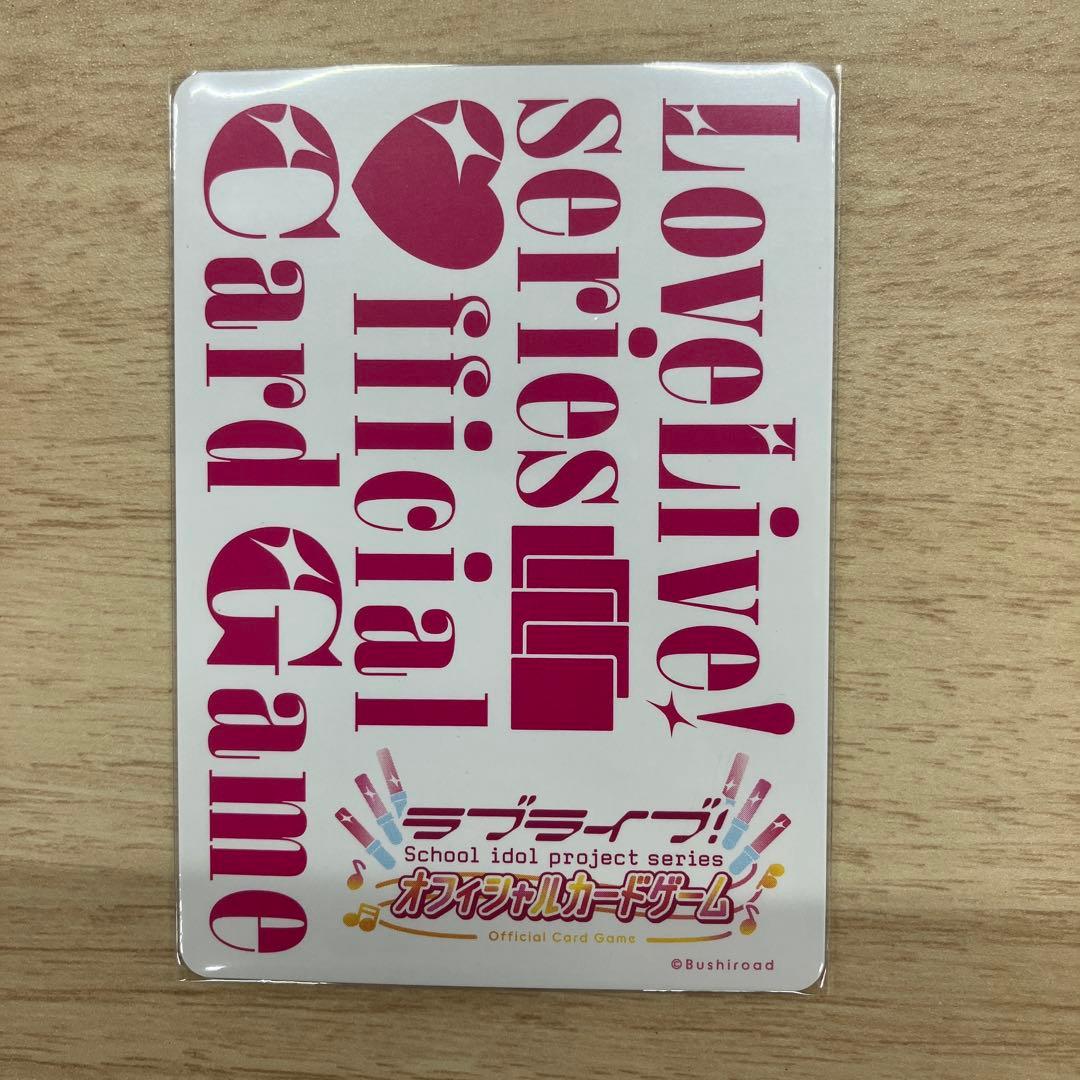 LoveLive!
series
♥fficial
Card Game
ラブライブ!
School idol project series
オフィシャルカードゲーム
Official Card Game
©Bushiroad